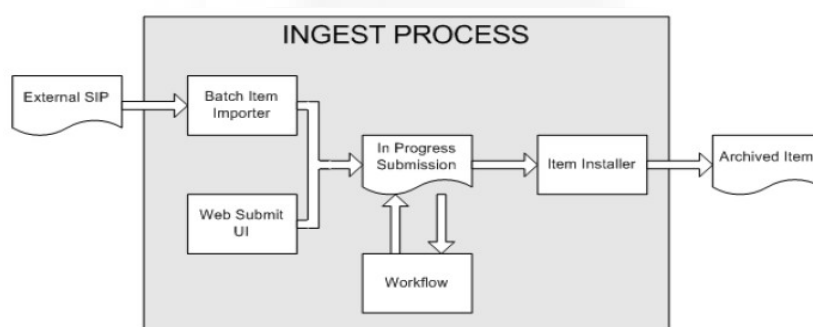 INGEST PROCESS
External SIP
Batch Item
Importer
In Progress
Submission
Item Installer
Archived Item
Web Submit
UI
Workflow